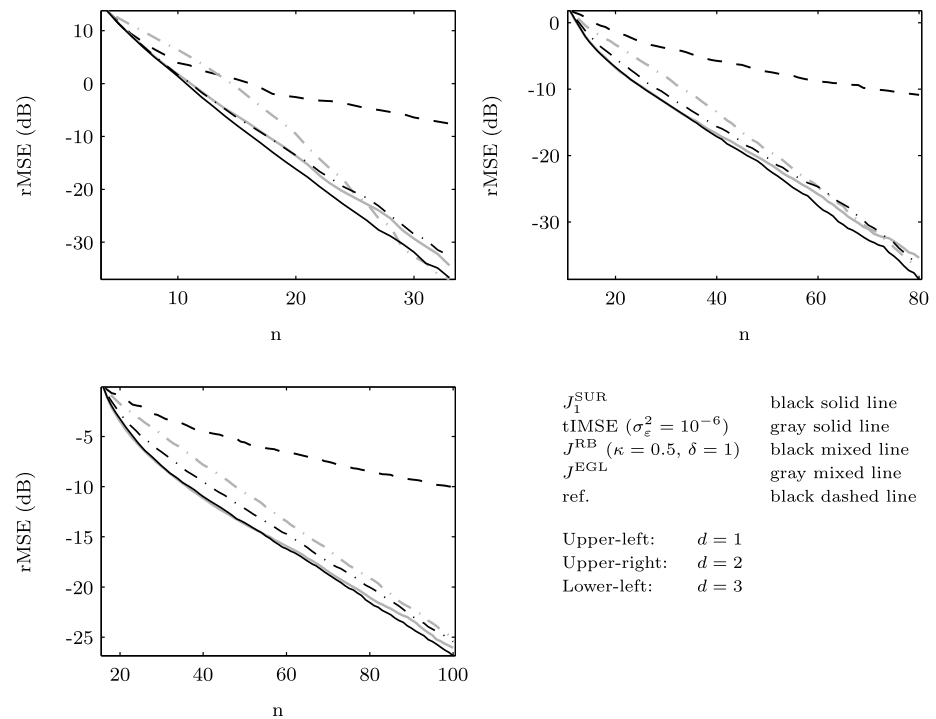 10
0
-10
-20
-30
rMSE (dB)
10
20
30
n
0
-10
-20
-30
rMSE (dB)
20
40
60
80
n
-5
-10
-15
-20
-25
rMSE (dB)
20
40
60
80
100
n
J₁^SUR black solid line
tIMSE (σ_ε² = 10⁻⁶) gray solid line
J^RB (κ = 0.5, δ = 1) black mixed line
J^EGL gray mixed line
ref. black dashed line
Upper-left: d = 1
Upper-right: d = 2
Lower-left: d = 3